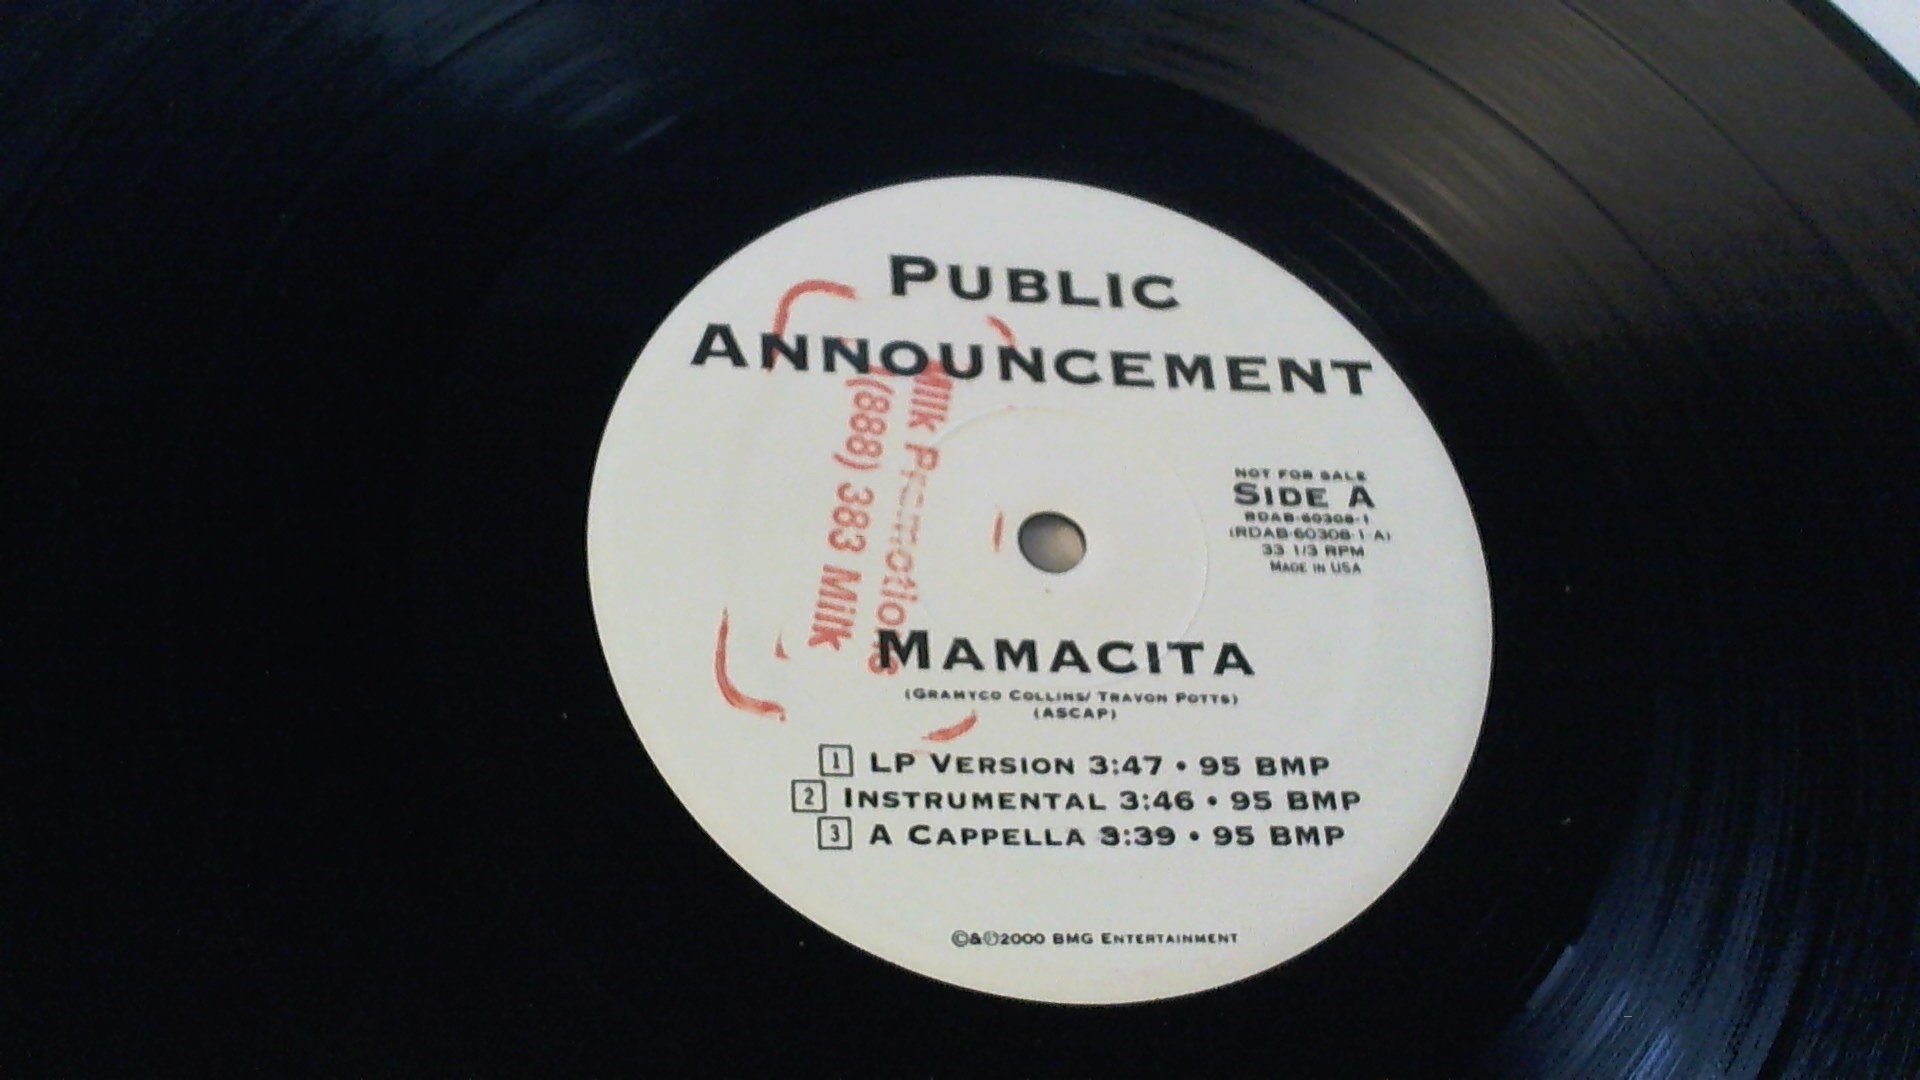 PUBLIC
ANNOUNCEMENT
Milk Promotions
1(888) 383 Milk
NOT FOR SALE
SIDE A
RDAB-60308-1
(RDAB-60308-1-A)
33 1/3 RPM
MADE IN USA
MAMACITA
(GRAMYCO COLLINS/ TRAVON POTTS)
(ASCAP)
1 LP VERSION 3:47 • 95 BMP
2 INSTRUMENTAL 3:46 • 95 BMP
3 A CAPPELLA 3:39 • 95 BMP
©&℗2000 BMG ENTERTAINMENT